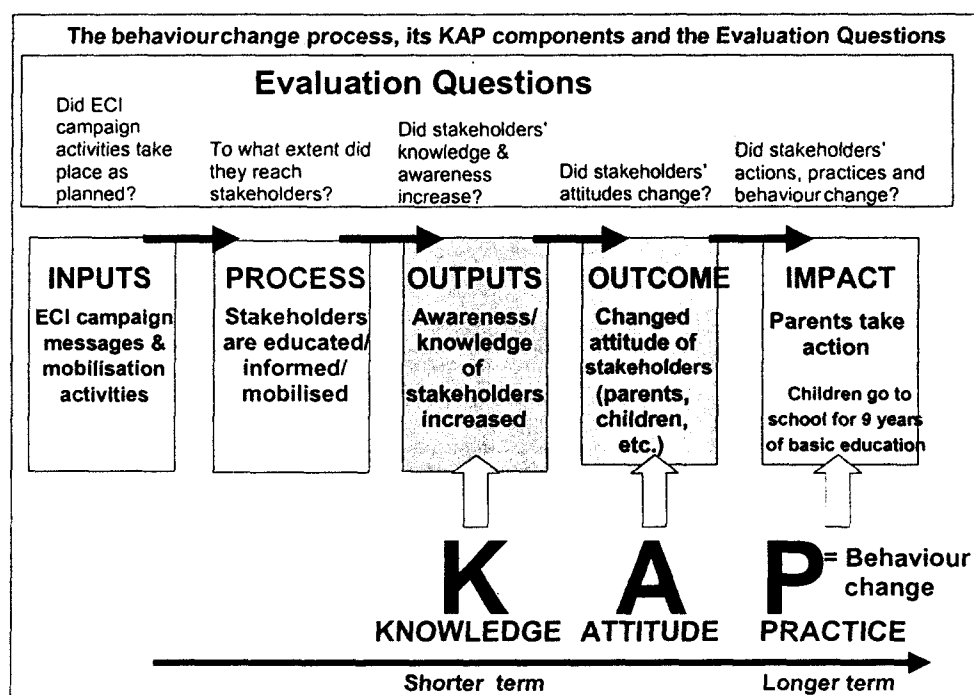 The behaviourchange process, its KAP components and the Evaluation Questions
Evaluation Questions
Did ECI
campaign
activities take
place as
planned?
To what extent did
they reach
stakeholders?
Did stakeholders'
knowledge &
awareness
increase?
Did stakeholders'
attitudes change?
Did stakeholders'
actions, practices and
behaviour change?
INPUTS
ECI campaign
messages &
mobilisation
activities
PROCESS
Stakeholders
are educated/
informed/
mobilised
OUTPUTS
Awareness/
knowledge
of
stakeholders
increased
OUTCOME
Changed
attitude of
stakeholders
(parents,
children,
etc.)
IMPACT
Parents take
action
Children go to
school for 9 years
of basic education
K
KNOWLEDGE
A
ATTITUDE
P
PRACTICE
= Behaviour
change
Shorter term
Longer term